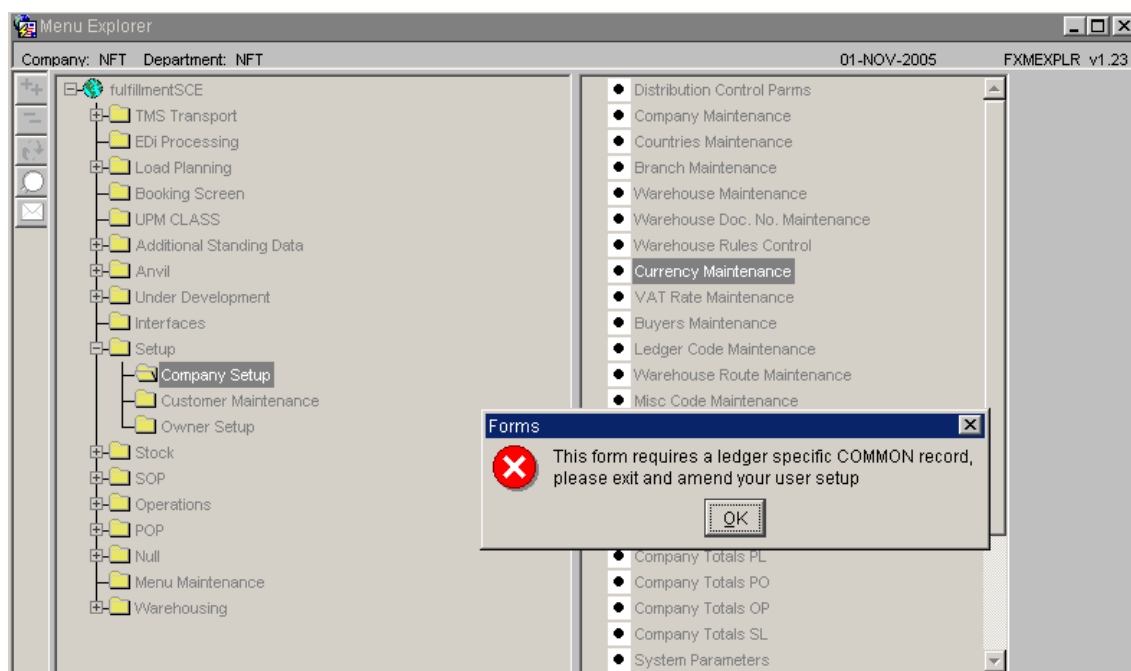 Menu Explorer
Company: NFT Department: NFT 01-NOV-2005 FXMEXPLR v1.23
fulfillmentSCE
TMS Transport
EDi Processing
Load Planning
Booking Screen
UPM CLASS
Additional Standing Data
Anvil
Under Development
Interfaces
Setup
Company Setup
Customer Maintenance
Owner Setup
Stock
SOP
Operations
POP
Null
Menu Maintenance
Warehousing
Distribution Control Parms
Company Maintenance
Countries Maintenance
Branch Maintenance
Warehouse Maintenance
Warehouse Doc. No. Maintenance
Warehouse Rules Control
Currency Maintenance
VAT Rate Maintenance
Buyers Maintenance
Ledger Code Maintenance
Warehouse Route Maintenance
Misc Code Maintenance
Forms
This form requires a ledger specific COMMON record,
please exit and amend your user setup
OK
Company Totals PL
Company Totals PO
Company Totals OP
Company Totals SL
System Parameters